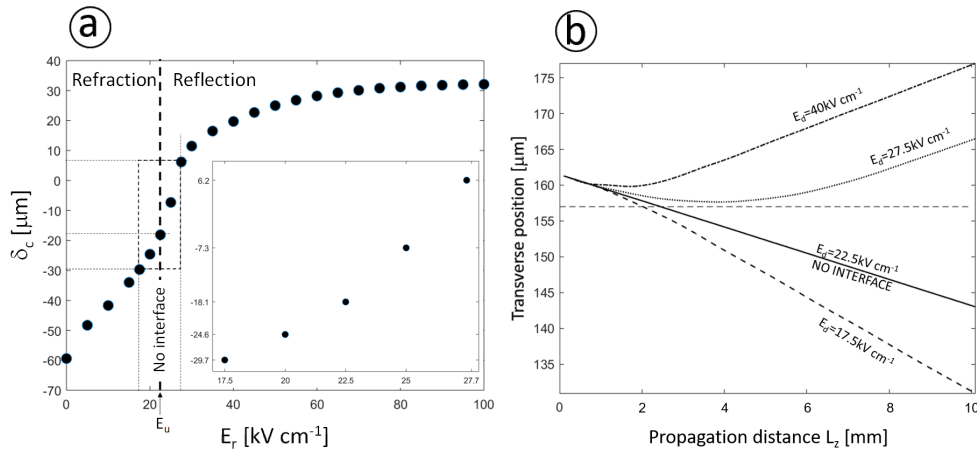 a
Refraction
Reflection
40
30
20
10
0
-10
-20
-30
-40
-50
-60
-70
δc [μm]
No interface
6.2
-7.3
-18.1
-24.6
-29.7
17.5
20
22.5
25
27.7
0
20
40
60
80
100
Eu
Er [kV cm-1]
b
175
170
165
160
155
150
145
140
135
Transverse position [μm]
Ed=40kV cm-1
Ed=27.5kV cm-1
Ed=22.5kV cm-1
NO INTERFACE
Ed=17.5kV cm-1
0
2
4
6
8
10
Propagation distance Lz [mm]